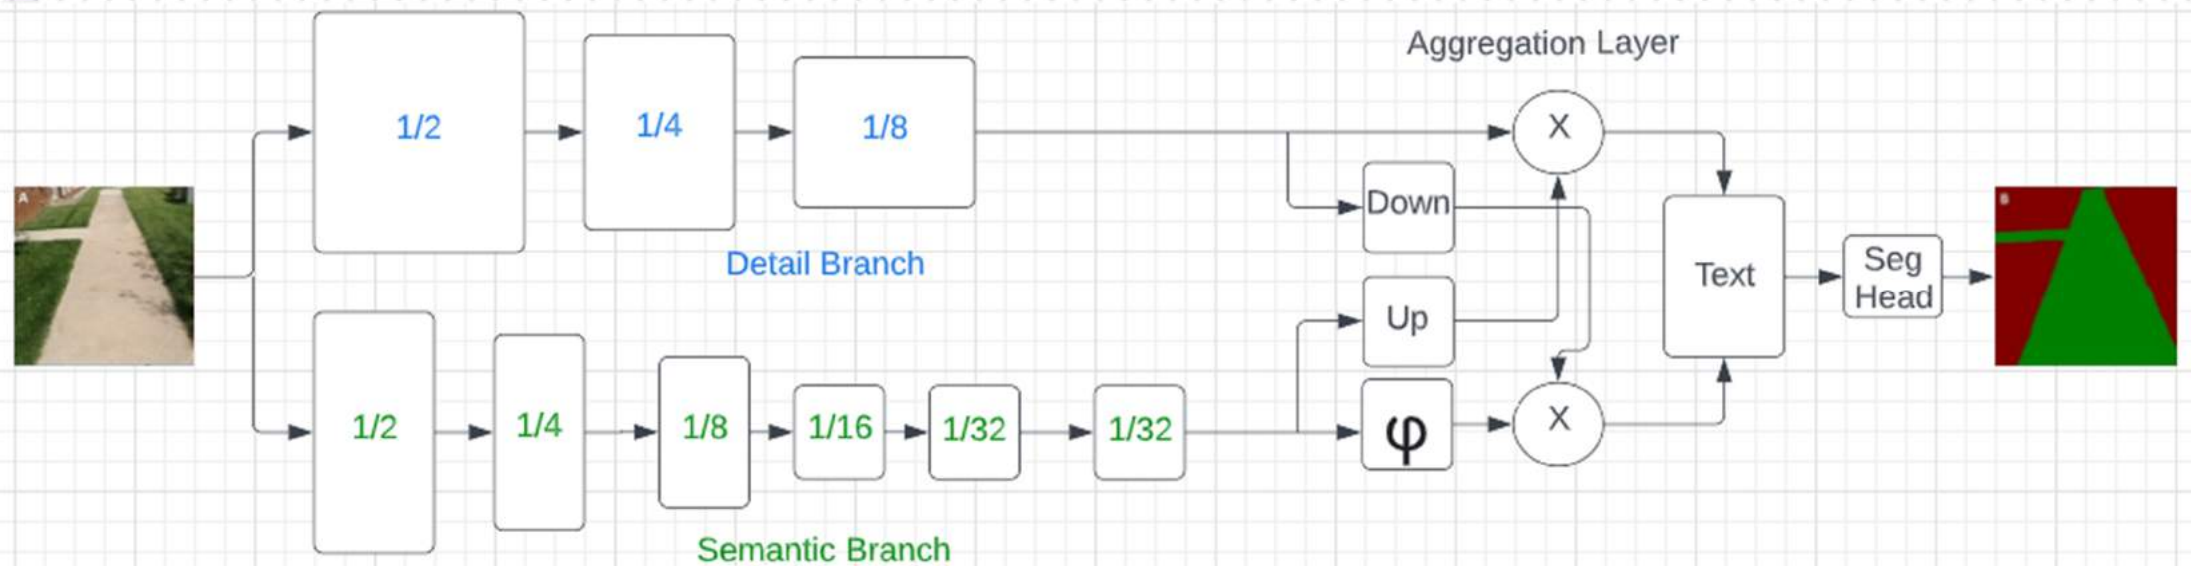 Aggregation Layer
1/2
1/4
1/8
X
Down
Detail Branch
A
B
Up
Text
Seg
Head
1/2
1/4
1/8
1/16
1/32
1/32
φ
X
Semantic Branch